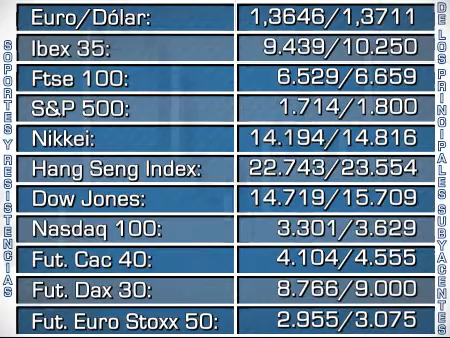 SOPORTES Y RESISTENCIAS
DE LOS PRINCIPALES SUBYACENTES
Euro/Dólar: 1,3646/1,3711
Ibex 35: 9.439/10.250
Ftse 100: 6.529/6.659
S&P 500: 1.714/1.800
Nikkei: 14.194/14.816
Hang Seng Index: 22.743/23.554
Dow Jones: 14.719/15.709
Nasdaq 100: 3.301/3.629
Fut. Cac 40: 4.104/4.555
Fut. Dax 30: 8.766/9.000
Fut. Euro Stoxx 50: 2.955/3.075